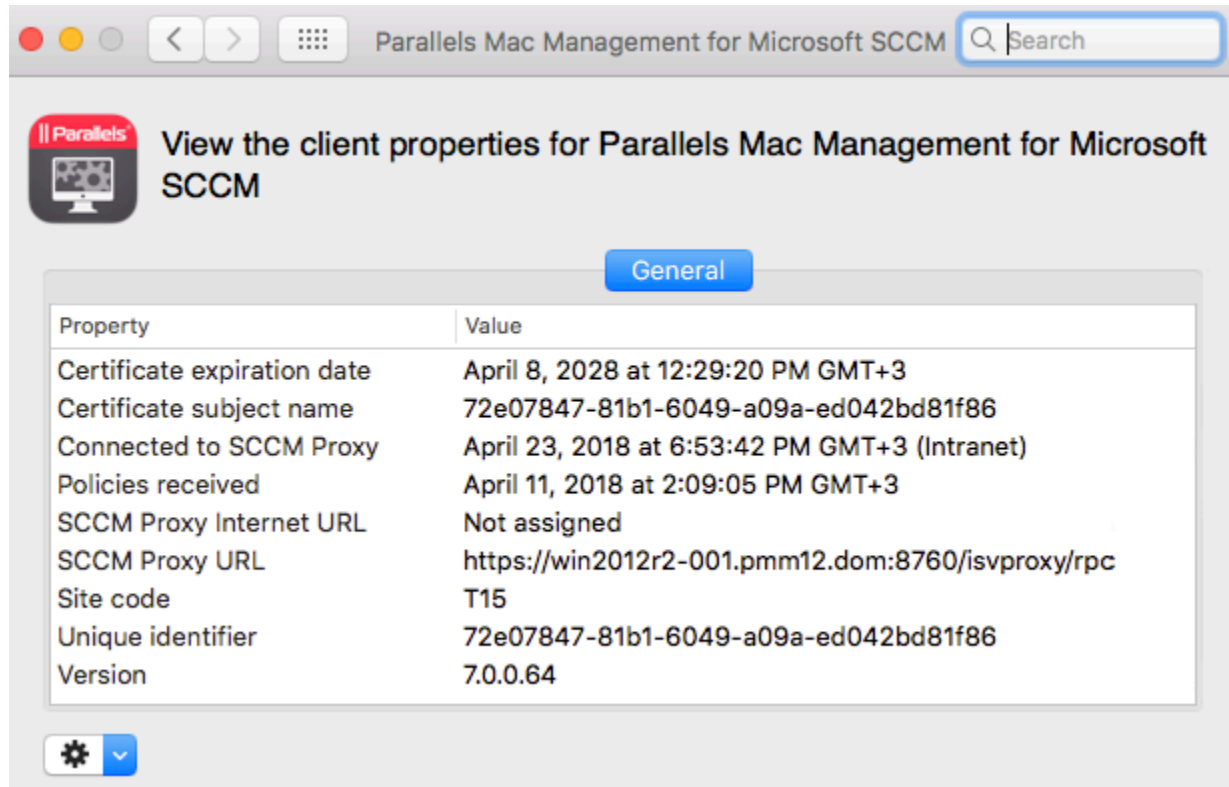 Parallels Mac Management for Microsoft SCCM
Search
|| Parallels®
View the client properties for Parallels Mac Management for Microsoft
SCCM
General
Property Value
Certificate expiration date April 8, 2028 at 12:29:20 PM GMT+3
Certificate subject name 72e07847-81b1-6049-a09a-ed042bd81f86
Connected to SCCM Proxy April 23, 2018 at 6:53:42 PM GMT+3 (Intranet)
Policies received April 11, 2018 at 2:09:05 PM GMT+3
SCCM Proxy Internet URL Not assigned
SCCM Proxy URL https://win2012r2-001.pmm12.dom:8760/isvproxy/rpc
Site code T15
Unique identifier 72e07847-81b1-6049-a09a-ed042bd81f86
Version 7.0.0.64